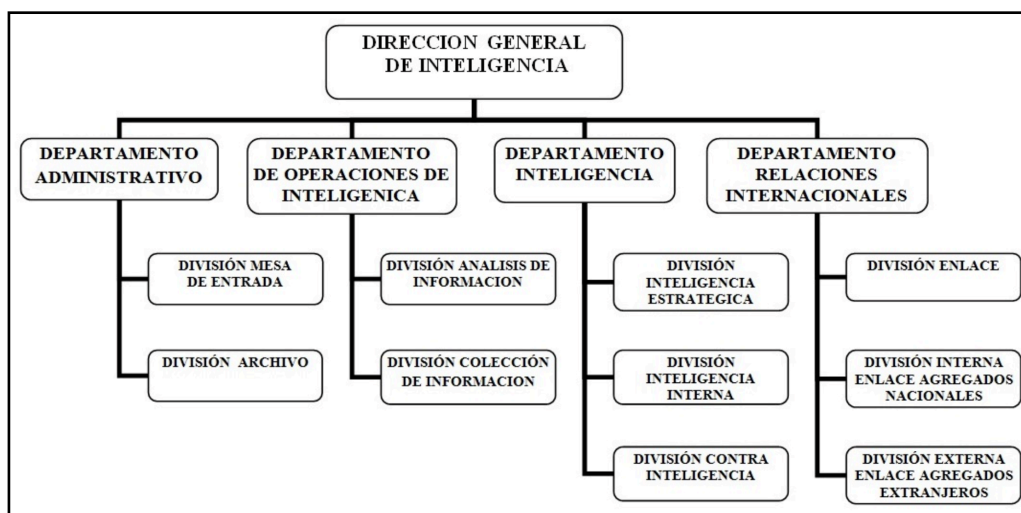 DIRECCION GENERAL
DE INTELIGENCIA
DEPARTAMENTO
ADMINISTRATIVO
DEPARTAMENTO
DE OPERACIONES DE
INTELIGENICA
DEPARTAMENTO
INTELIGENCIA
DEPARTAMENTO
RELACIONES
INTERNACIONALES
DIVISIÓN MESA
DE ENTRADA
DIVISIÓN ARCHIVO
DIVISIÓN ANALISIS DE
INFORMACION
DIVISIÓN COLECCIÓN
DE INFORMACION
DIVISIÓN
INTELIGENCIA
ESTRATEGICA
DIVISIÓN
INTELIGENCIA
INTERNA
DIVISIÓN CONTRA
INTELIGENCIA
DIVISIÓN ENLACE
DIVISIÓN INTERNA
ENLACE AGREGADOS
NACIONALES
DIVISIÓN EXTERNA
ENLACE AGREGADOS
EXTRANJEROS